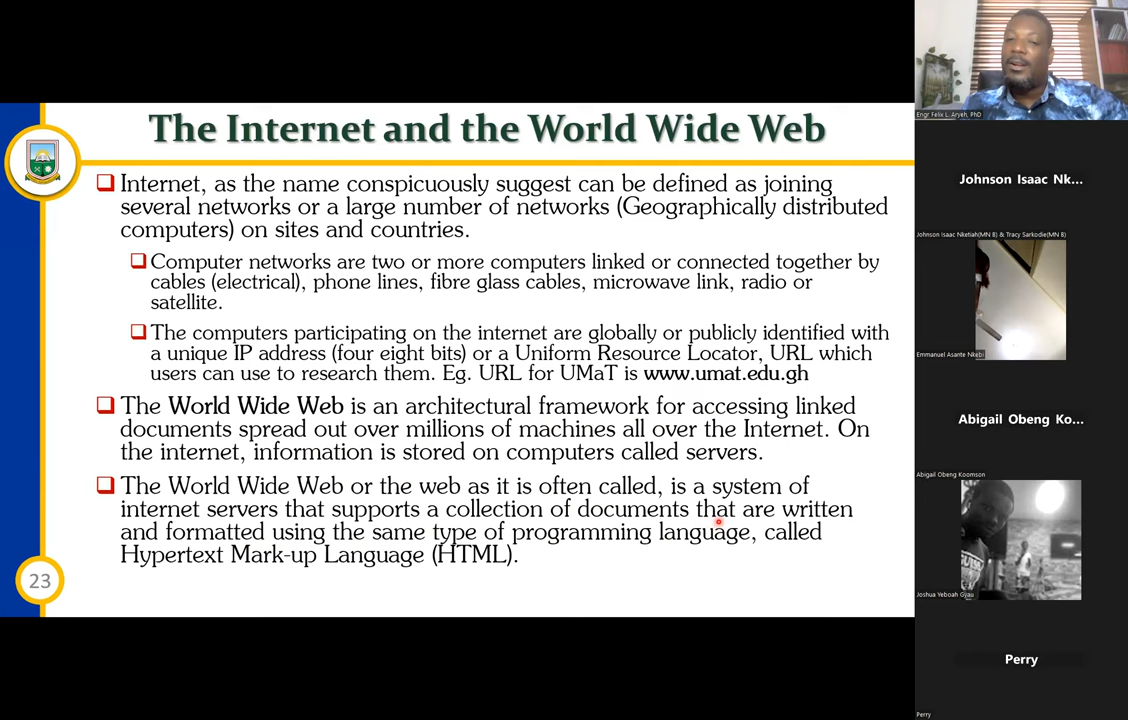 The Internet and the World Wide Web
❑ Internet, as the name conspicuously suggest can be defined as joining
several networks or a large number of networks (Geographically distributed
computers) on sites and countries.
❑ Computer networks are two or more computers linked or connected together by
cables (electrical), phone lines, fibre glass cables, microwave link, radio or
satellite.
❑ The computers participating on the internet are globally or publicly identified with
a unique IP address (four eight bits) or a Uniform Resource Locator, URL which
users can use to research them. Eg. URL for UMaT is www.umat.edu.gh
❑ The World Wide Web is an architectural framework for accessing linked
documents spread out over millions of machines all over the Internet. On
the internet, information is stored on computers called servers.
❑ The World Wide Web or the web as it is often called, is a system of
internet servers that supports a collection of documents that are written
and formatted using the same type of programming language, called
Hypertext Mark-up Language (HTML).
23
Engr Felix L. Aryeh, PhD
Johnson Isaac Nk...
Johnson Isaac Nketiah(MN B) & Tracy Sarkodie(MN B)
Emmanuel Asante Nkebi
Abigail Obeng Ko...
Abigail Obeng Koomson
Joshua Yeboah Gyau
Perry
Perry